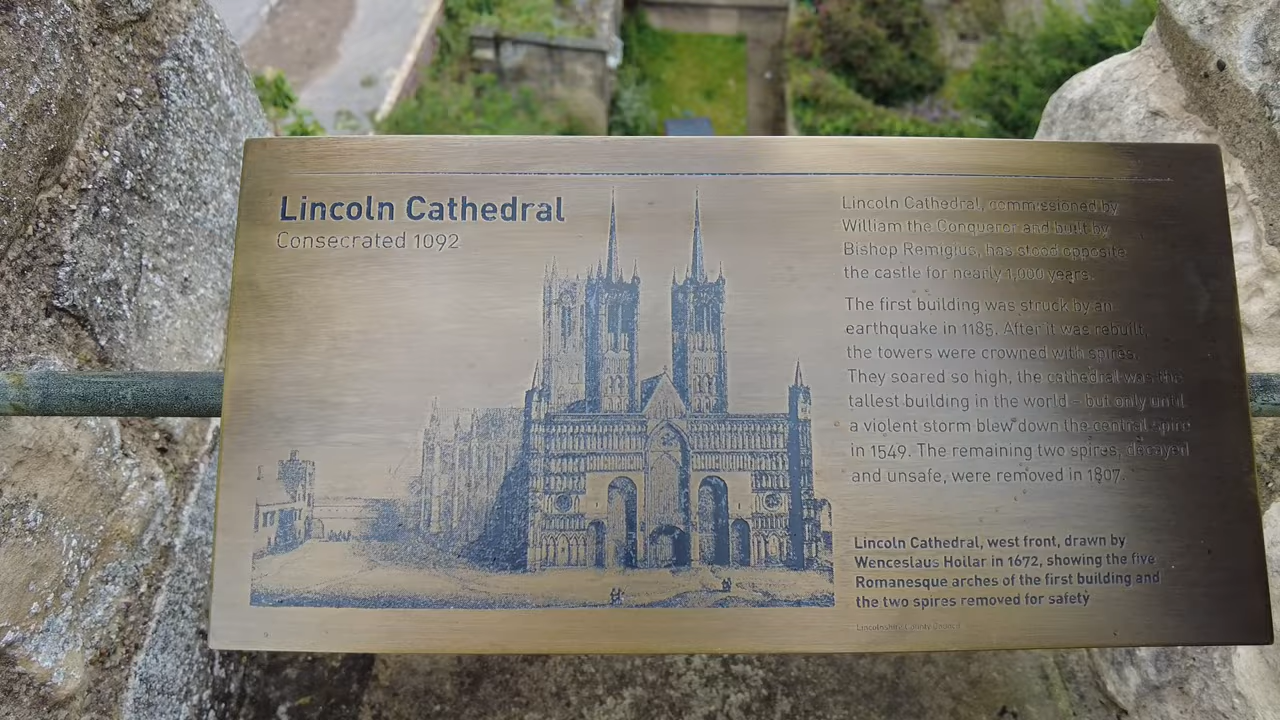 Lincoln Cathedral
Consecrated 1092
Lincoln Cathedral, commissioned by
William the Conqueror and built by
Bishop Remigius, has stood opposite
the castle for nearly 1,000 years.
The first building was struck by an
earthquake in 1185. After it was rebuilt,
the towers were crowned with spires.
They soared so high, the cathedral was the
tallest building in the world – but only until
a violent storm blew down the central spire
in 1549. The remaining two spires, decayed
and unsafe, were removed in 1807.
Lincoln Cathedral, west front, drawn by
Wenceslaus Hollar in 1672, showing the five
Romanesque arches of the first building and
the two spires removed for safety
Lincolnshire County Council